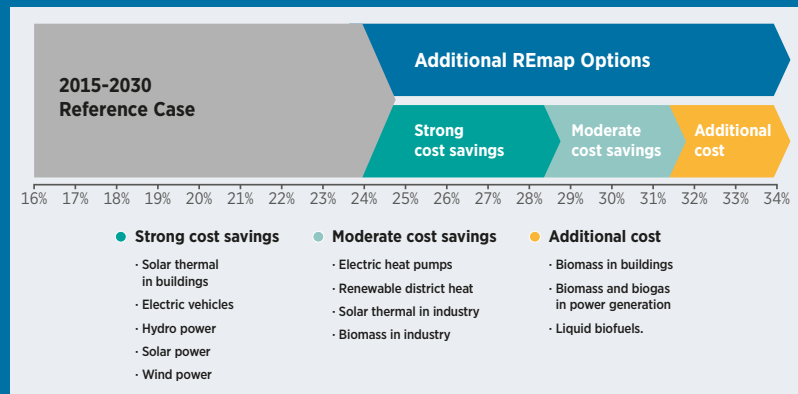 2015-2030
Reference Case
Additional REmap Options
Strong
cost savings
Moderate
cost savings
Additional
cost
16% 17% 18% 19% 20% 21% 22% 23% 24% 25% 26% 27% 28% 29% 30% 31% 32% 33% 34%
Strong cost savings
· Solar thermal
in buildings
· Electric vehicles
· Hydro power
· Solar power
· Wind power
Moderate cost savings
· Electric heat pumps
· Renewable district heat
· Solar thermal in industry
· Biomass in industry
Additional cost
· Biomass in buildings
· Biomass and biogas
in power generation
· Liquid biofuels.